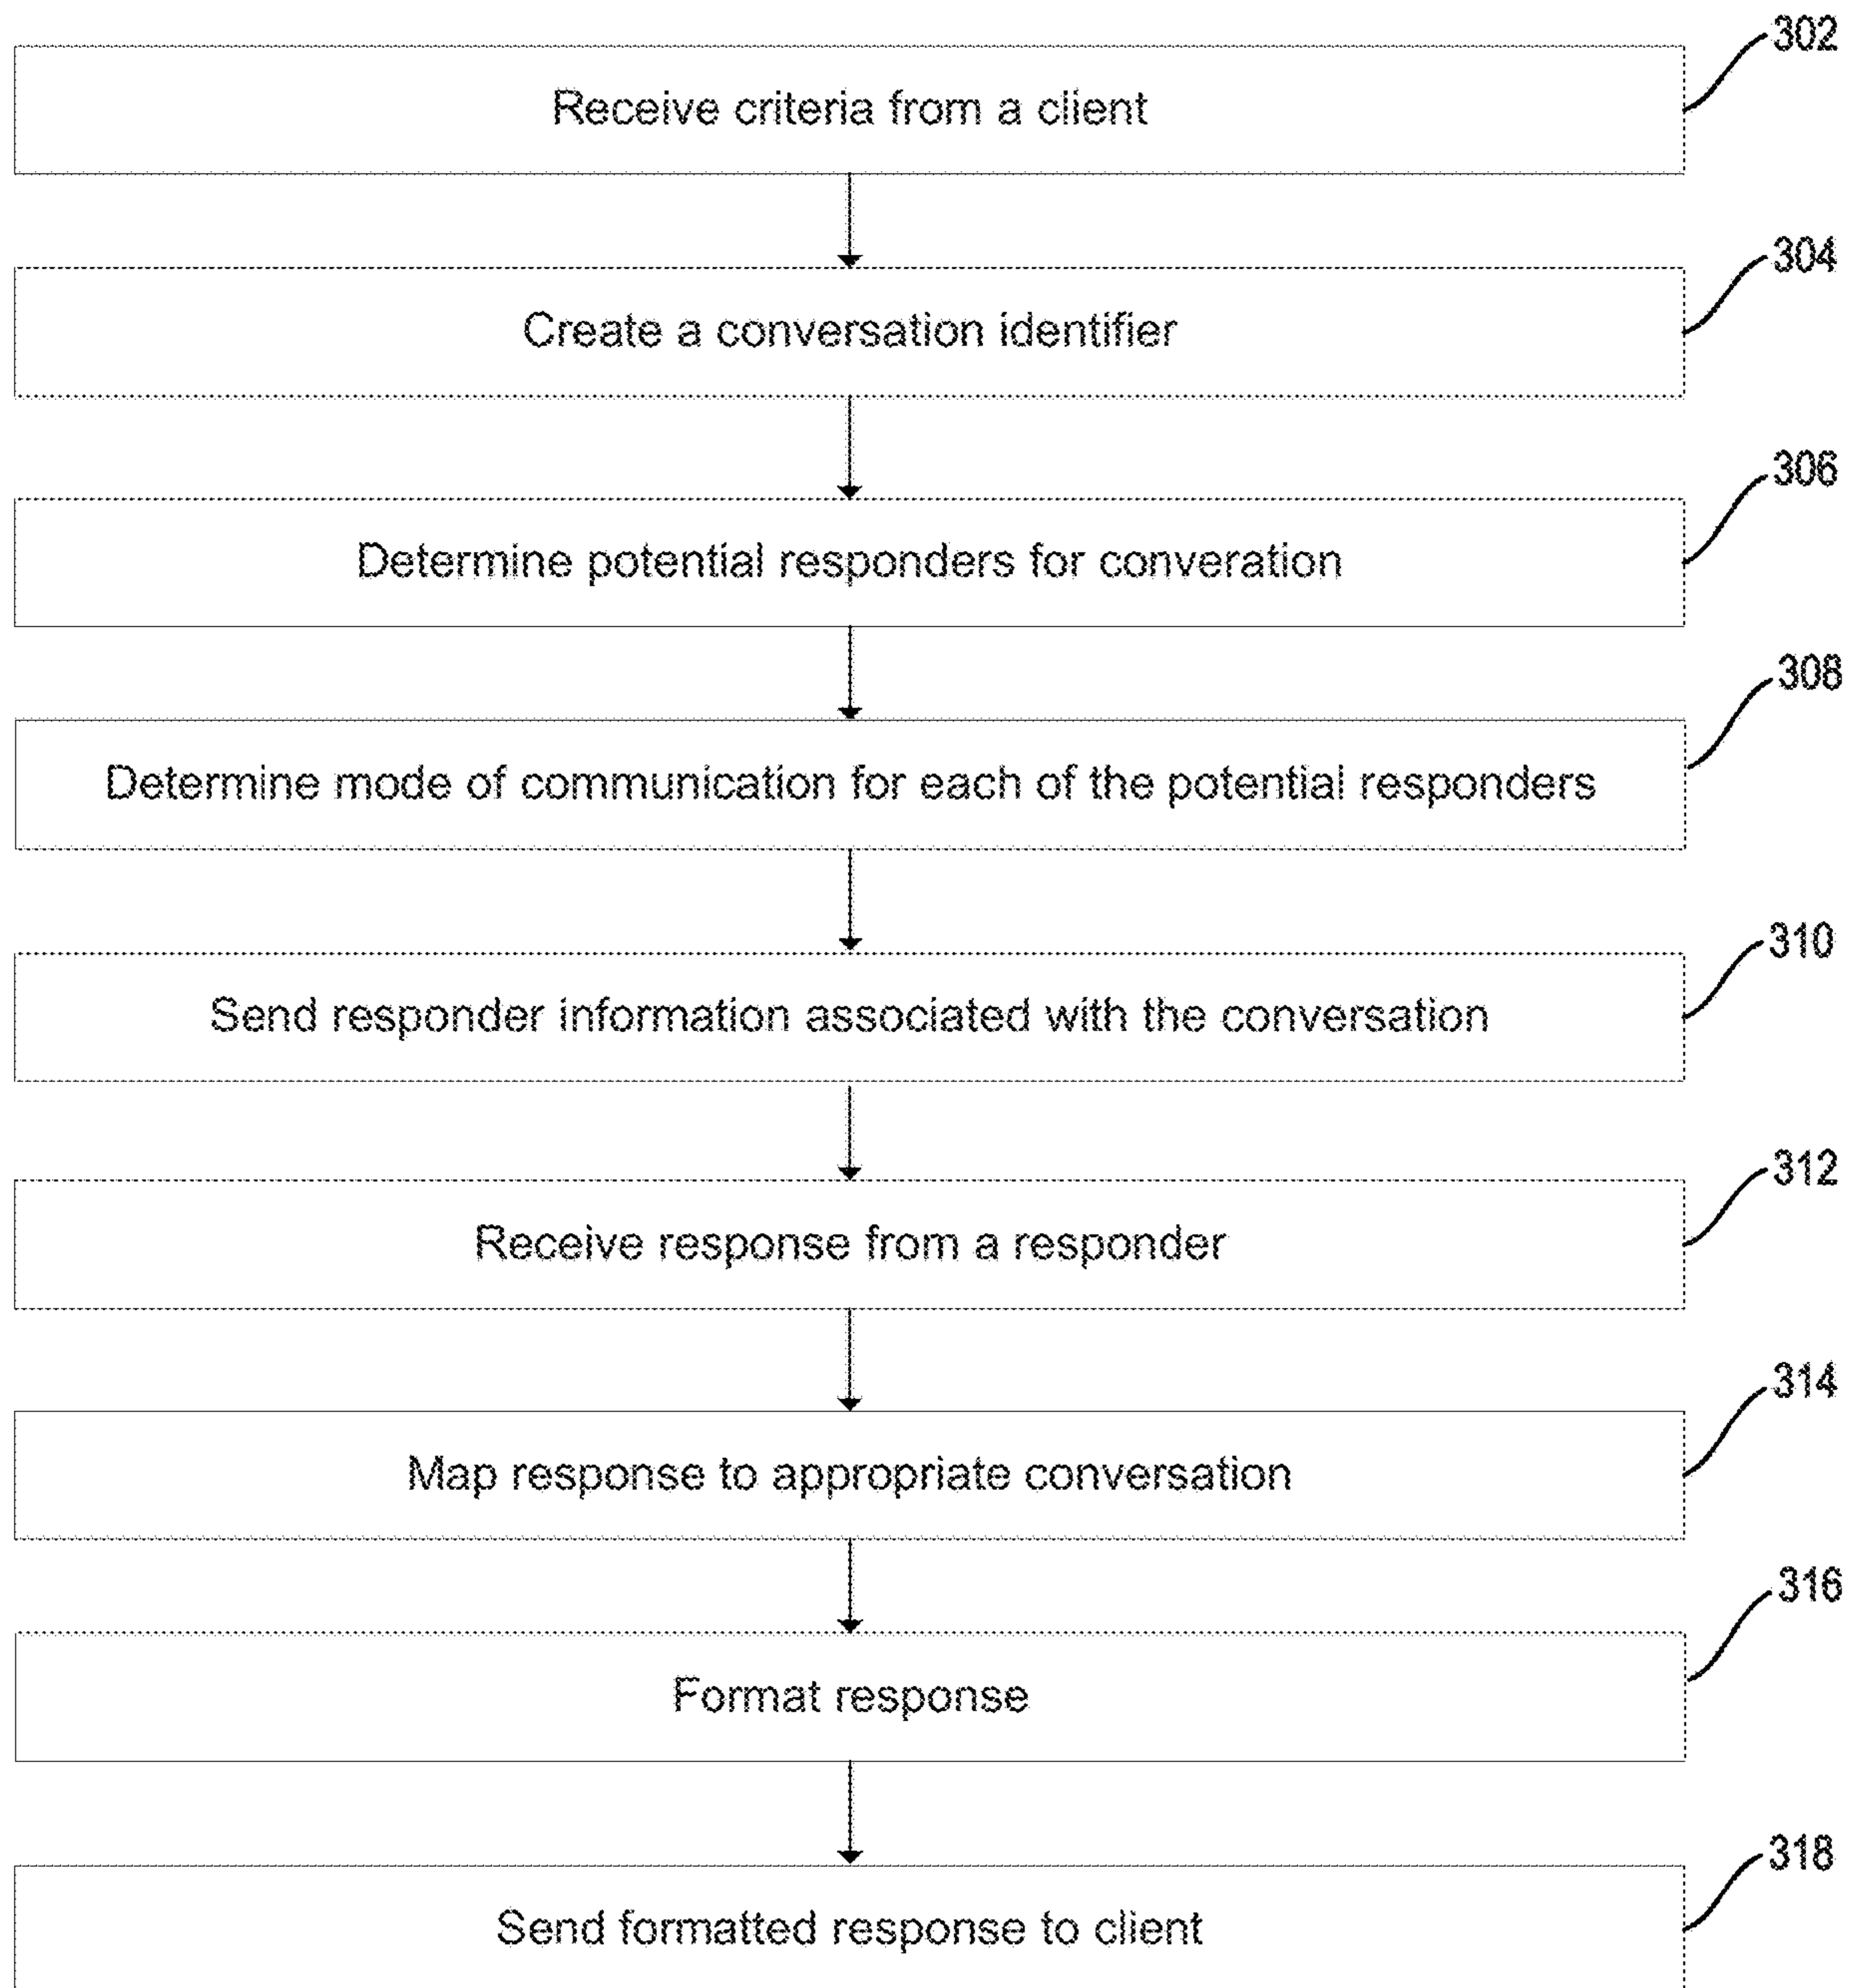 302
Receive criteria from a client
304
Create a conversation identifier
306
Determine potential responders for converation
308
Determine mode of communication for each of the potential responders
310
Send responder information associated with the conversation
312
Receive response from a responder
314
Map response to appropriate conversation
316
Format response
318
Send formatted response to client